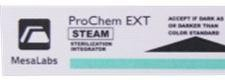 ProChem EXT
STEAM
STERILIZATION
INTEGRATOR
MesaLabs
ACCEPT IF DARK AS
OR DARKER THAN
COLOR STANDARD